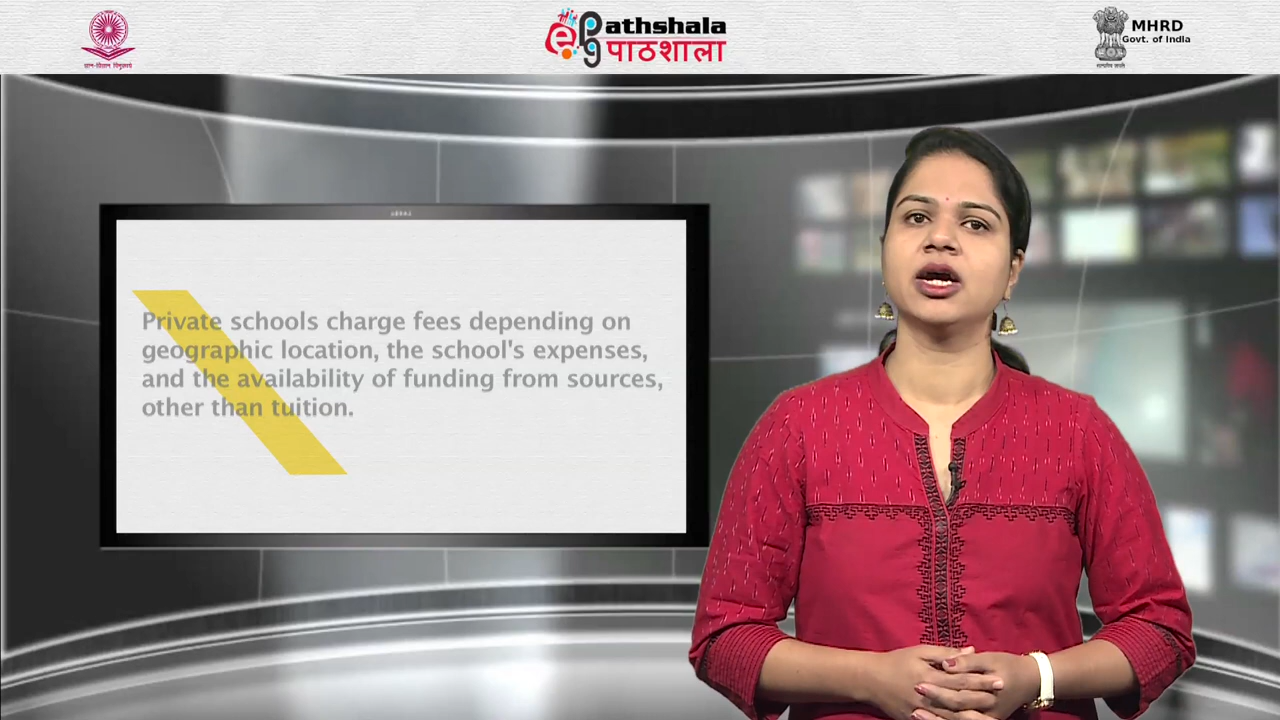 Pathshala
पाठशाला
MHRD
Govt. of India
Private schools charge fees depending on
geographic location, the school's expenses,
and the availability of funding from sources,
other than tuition.